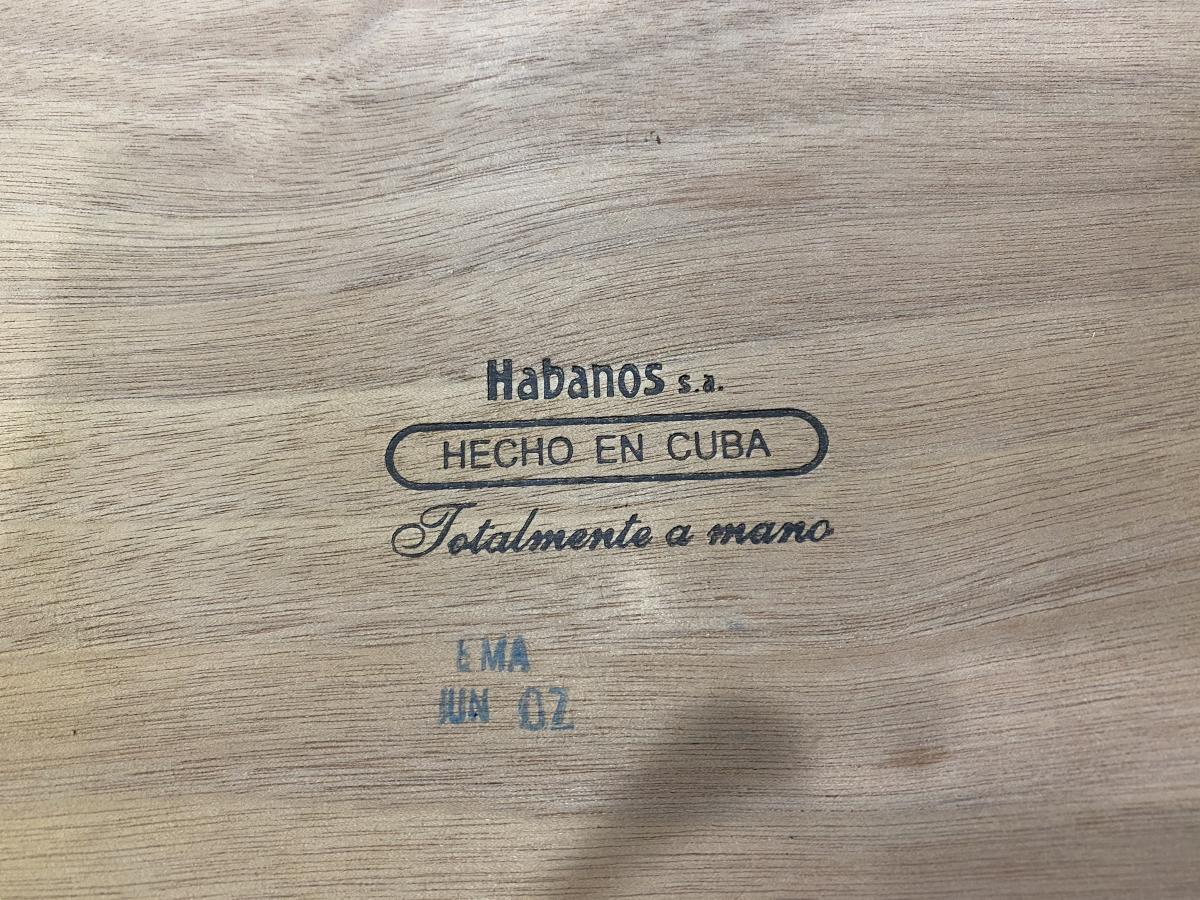 Habanos s.a.
HECHO EN CUBA
Totalmente a mano
EMA
JUN 02